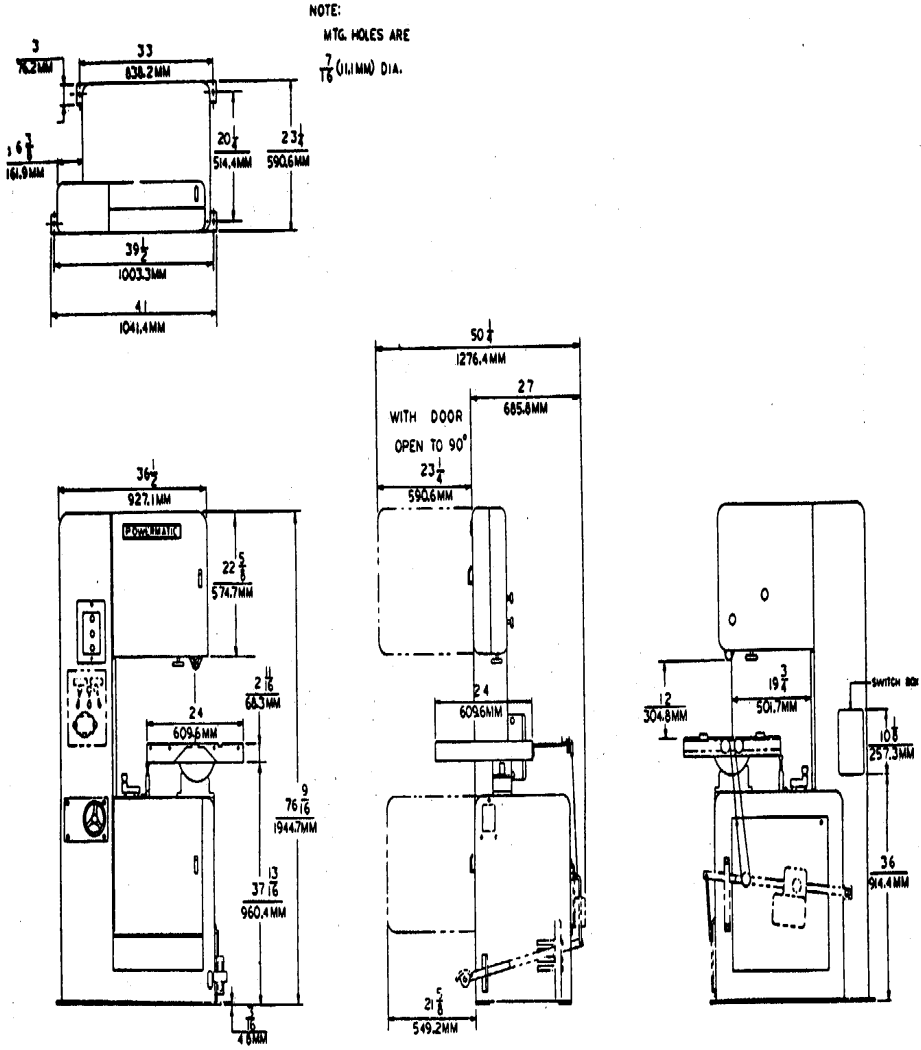 NOTE:
MTG. HOLES ARE
7/16 (11.1MM) DIA.
3
76.2MM
33
838.2MM
20 1/4
514.4MM
23 1/4
590.6MM
6 3/8
161.9MM
39 1/2
1003.3MM
41
1041.4MM
50 1/4
1276.4MM
27
685.8MM
WITH DOOR
OPEN TO 90°
23 1/4
590.6MM
36 1/2
927.1MM
POWERMATIC
22 5/8
574.7MM
2 11/16
68.3MM
24
609.6MM
76 9/16
1944.7MM
37 13/16
960.4MM
3/16
4.8MM
24
609.6MM
21 5/8
549.2MM
12
304.8MM
19 3/4
501.7MM
SWITCH BOX
10 1/8
257.3MM
36
914.4MM